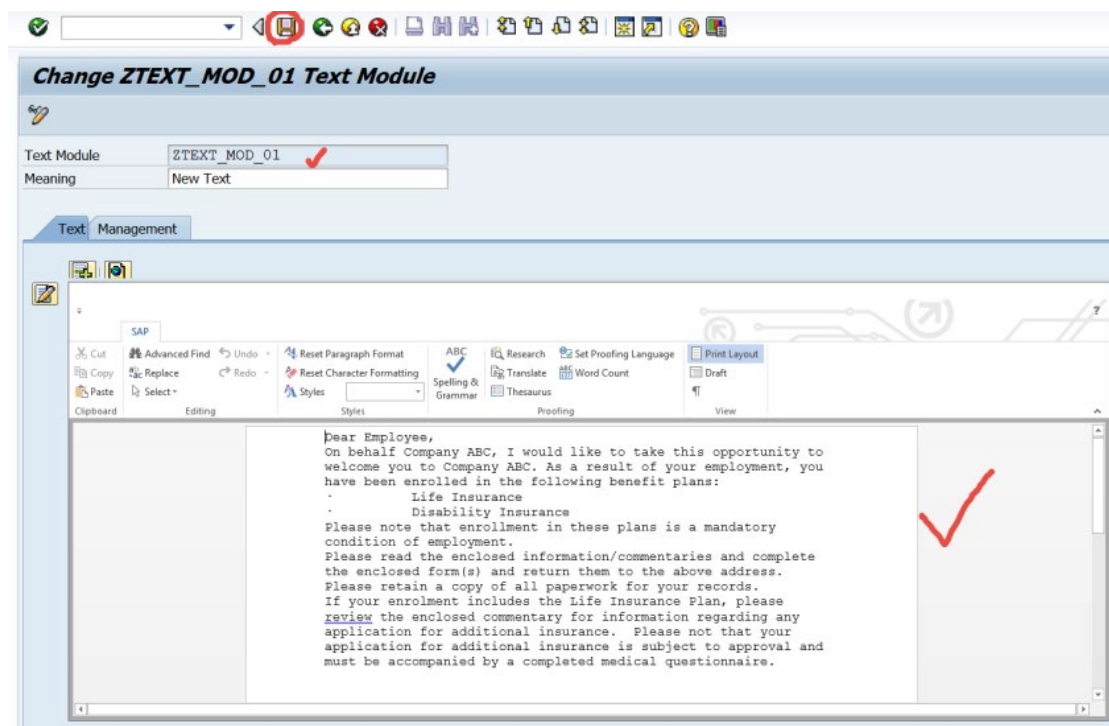 Change ZTEXT_MOD_01 Text Module
Text Module ZTEXT_MOD_01
Meaning New Text
Text Management
?
SAP
Cut Advanced Find Undo Reset Paragraph Format ABC Research Set Proofing Language Print Layout
Copy Replace Redo Reset Character Formatting Spelling & Grammar Translate Word Count Draft
Paste Select Styles Thesaurus ¶
Clipboard Editing Styles Proofing View
Dear Employee,
On behalf Company ABC, I would like to take this opportunity to
welcome you to Company ABC. As a result of your employment, you
have been enrolled in the following benefit plans:
· Life Insurance
· Disability Insurance
Please note that enrollment in these plans is a mandatory
condition of employment.
Please read the enclosed information/commentaries and complete
the enclosed form(s) and return them to the above address.
Please retain a copy of all paperwork for your records.
If your enrolment includes the Life Insurance Plan, please
review the enclosed commentary for information regarding any
application for additional insurance.  Please not that your
application for additional insurance is subject to approval and
must be accompanied by a completed medical questionnaire.